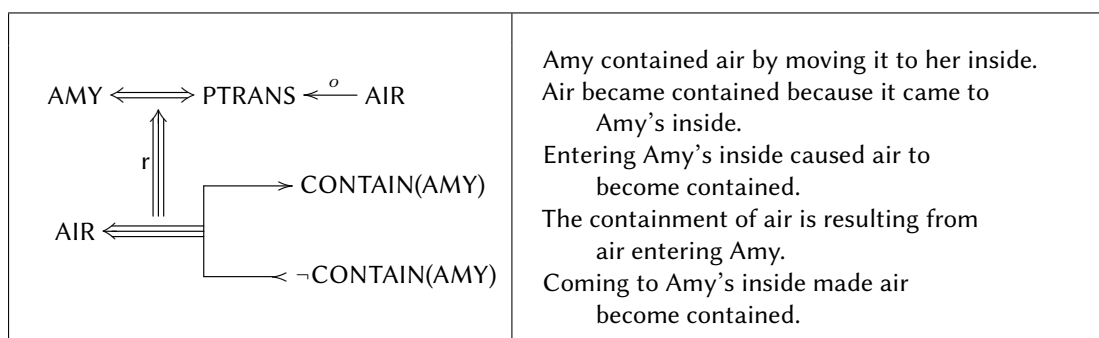 AMY PTRANS o AIR
r
CONTAIN(AMY)
AIR
¬CONTAIN(AMY)
Amy contained air by moving it to her inside.
Air became contained because it came to
Amy's inside.
Entering Amy's inside caused air to
become contained.
The containment of air is resulting from
air entering Amy.
Coming to Amy's inside made air
become contained.